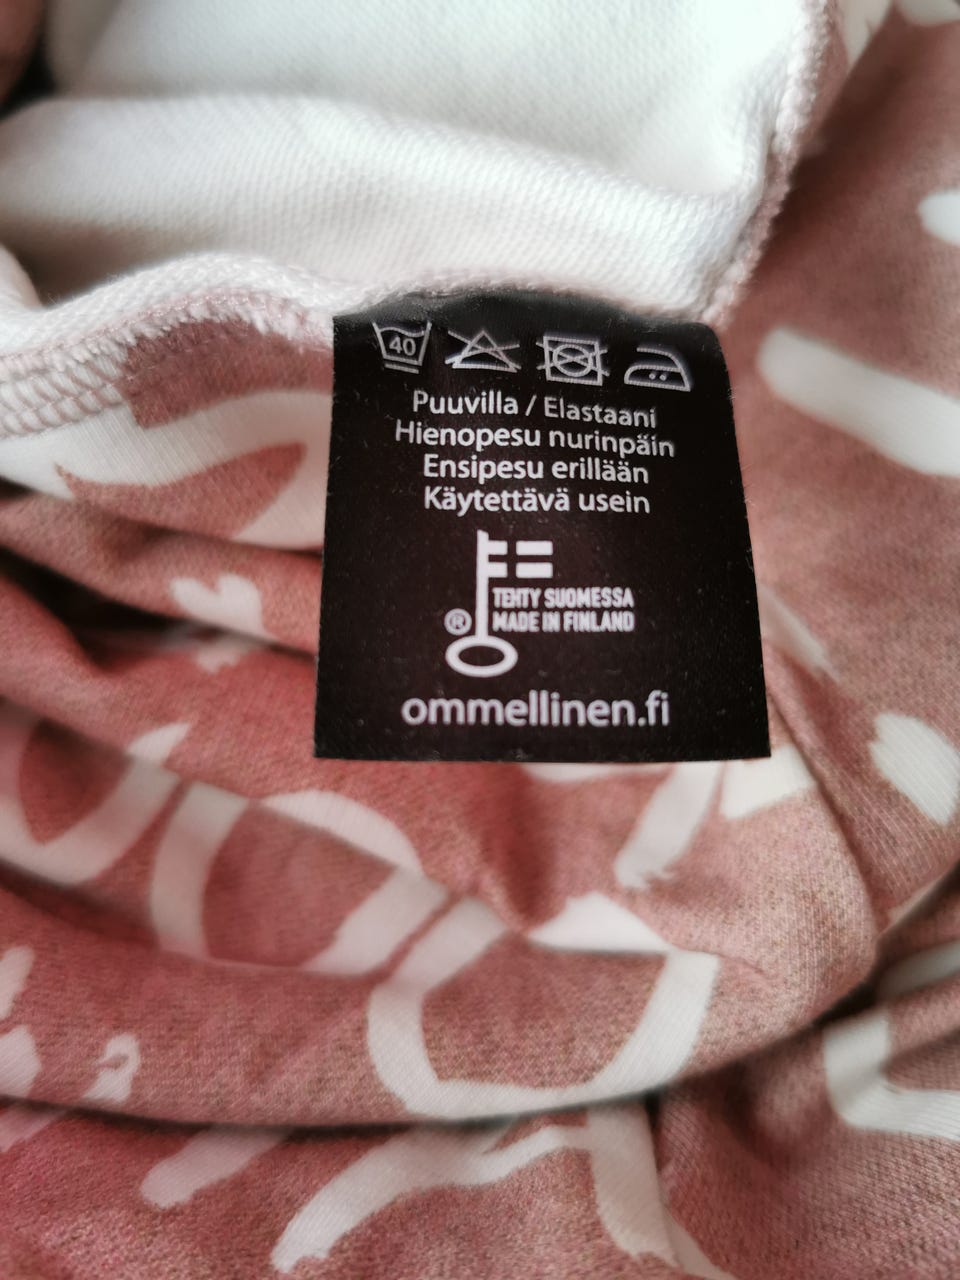 40
Puuvilla / Elastaani
Hienopesu nurinpäin
Ensipesu erillään
Käytettävä usein
TEHTY SUOMESSA
® MADE IN FINLAND
ommellinen.fi